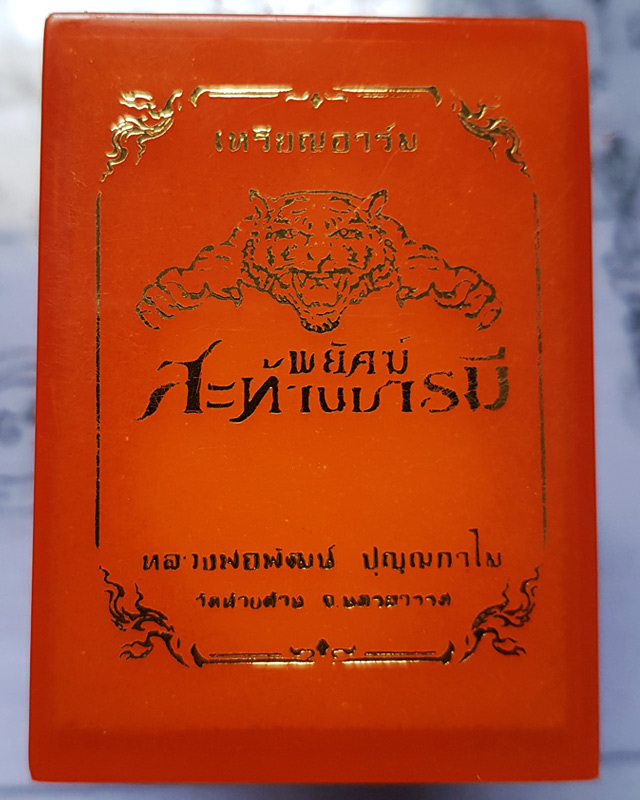 เหรียญอาร์ม
พยัคฆ์
สะท้านบารมี
หลวงพ่อพัฒน์ ปุญฺญกาโม
วัดห้วยด้วน จ.นครสวรรค์